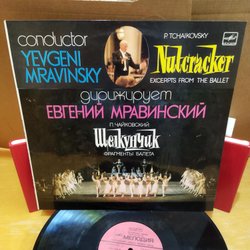 conductor
YEVGENI
MRAVINSKY
P. TCHAIKOVSKY
Nutcracker
EXCERPTS FROM THE BALLET
дирижирует
ЕВГЕНИЙ МРАВИНСКИЙ
П. ЧАЙКОВСКИЙ
Щелкунчик
ФРАГМЕНТЫ БАЛЕТА
МЕЛОДИЯ